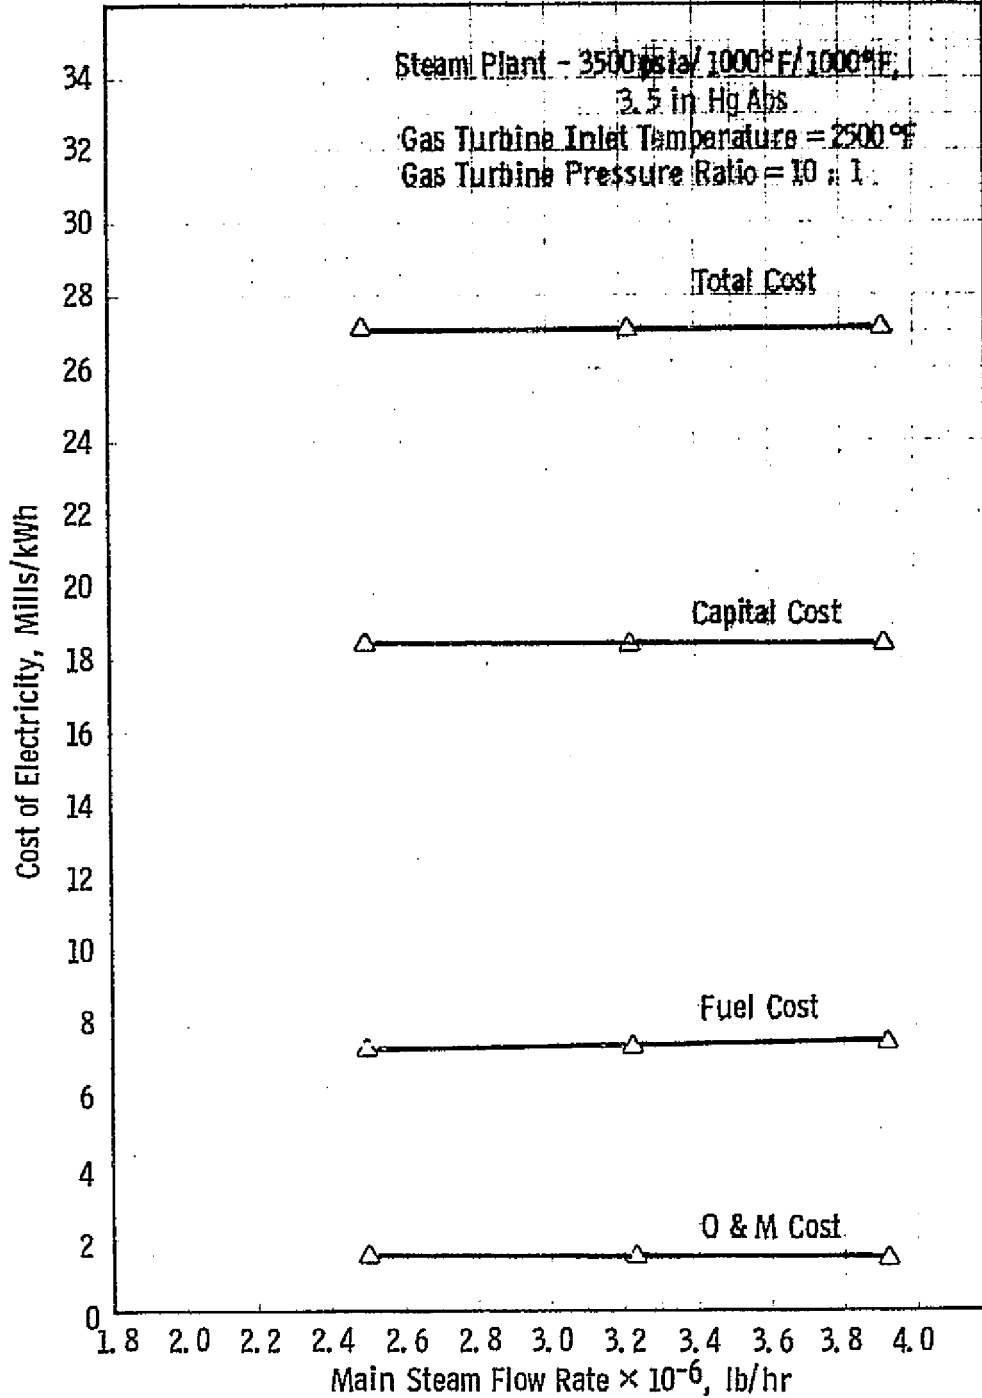 Steam Plant - 3500 psia/1000°F/1000°F,
3.5 in Hg Abs
Gas Turbine Inlet Temperature = 2500 °F
Gas Turbine Pressure Ratio = 10 : 1
34
32
30
28
26
24
22
20
18
16
14
12
10
8
6
4
2
0
Cost of Electricity, Mills/kWh
Total Cost
Capital Cost
Fuel Cost
O & M Cost
1.8 2.0 2.2 2.4 2.6 2.8 3.0 3.2 3.4 3.6 3.8 4.0
Main Steam Flow Rate × 10⁻⁶, lb/hr